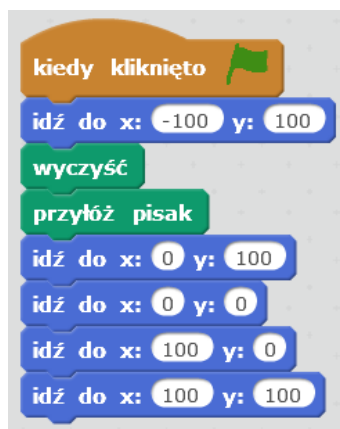 kiedy kliknięto
idź do x: -100 y: 100
wyczyść
przyłóż pisak
idź do x: 0 y: 100
idź do x: 0 y: 0
idź do x: 100 y: 0
idź do x: 100 y: 100